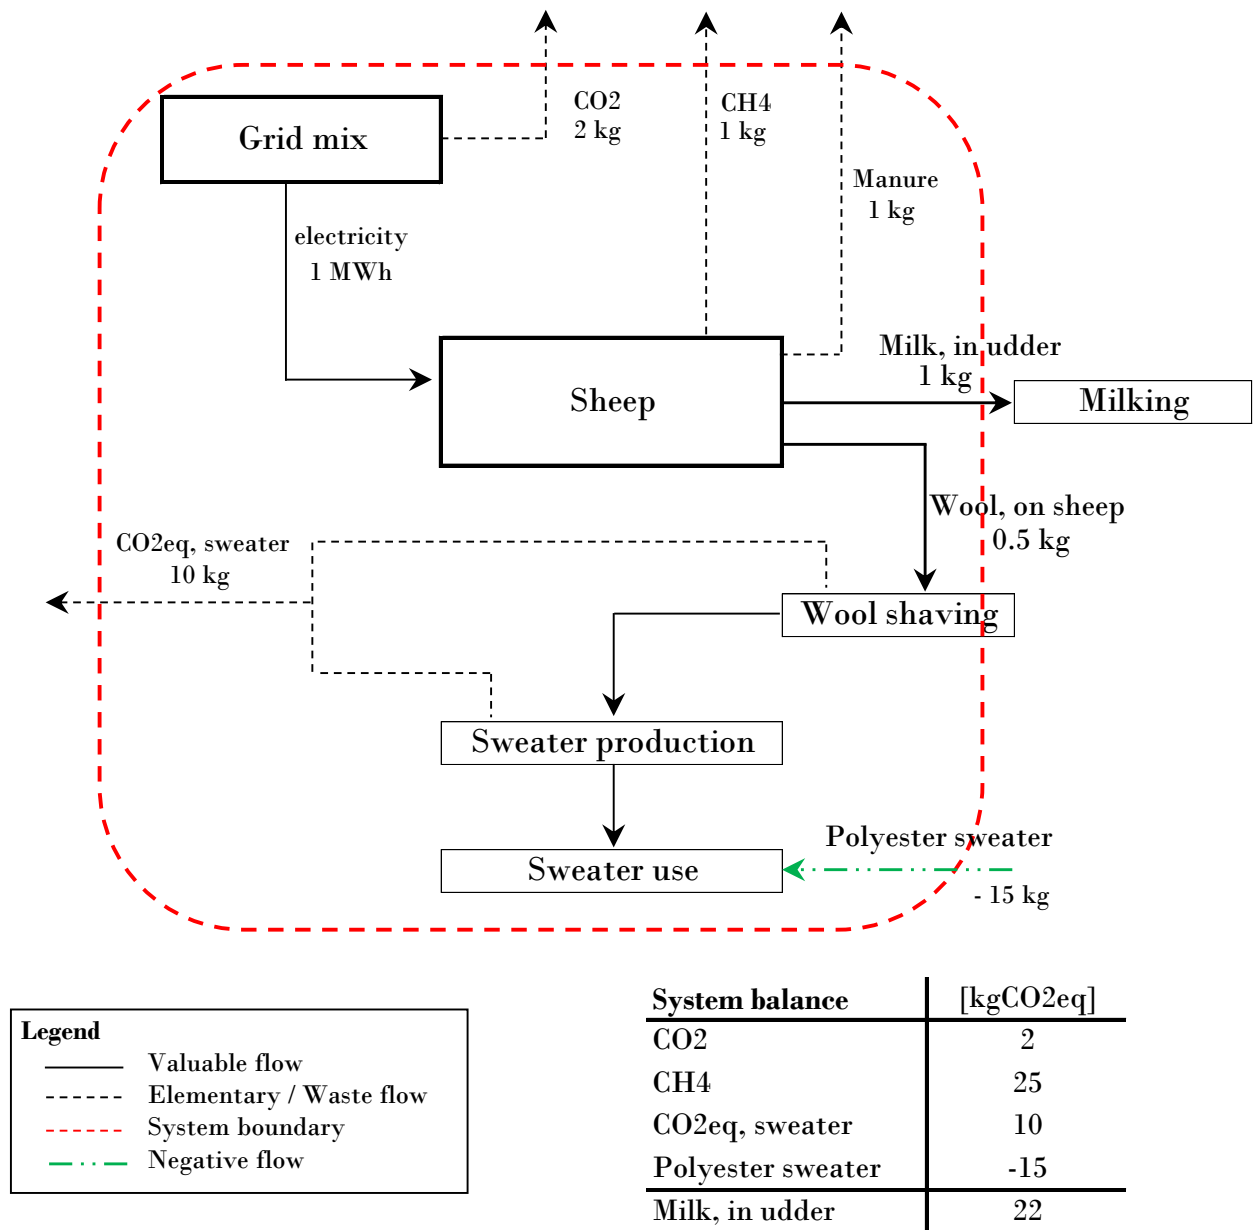 CO2
2 kg
CH4
1 kg
Grid mix
Manure
1 kg
electricity
1 MWh
Milk, in udder
1 kg
Sheep
Milking
Wool, on sheep
0.5 kg
CO2eq, sweater
10 kg
Wool shaving
Sweater production
Polyester sweater
Sweater use
- 15 kg
Legend
Valuable flow
Elementary / Waste flow
System boundary
Negative flow
System balance [kgCO2eq]
CO2 2
CH4 25
CO2eq, sweater 10
Polyester sweater -15
Milk, in udder 22